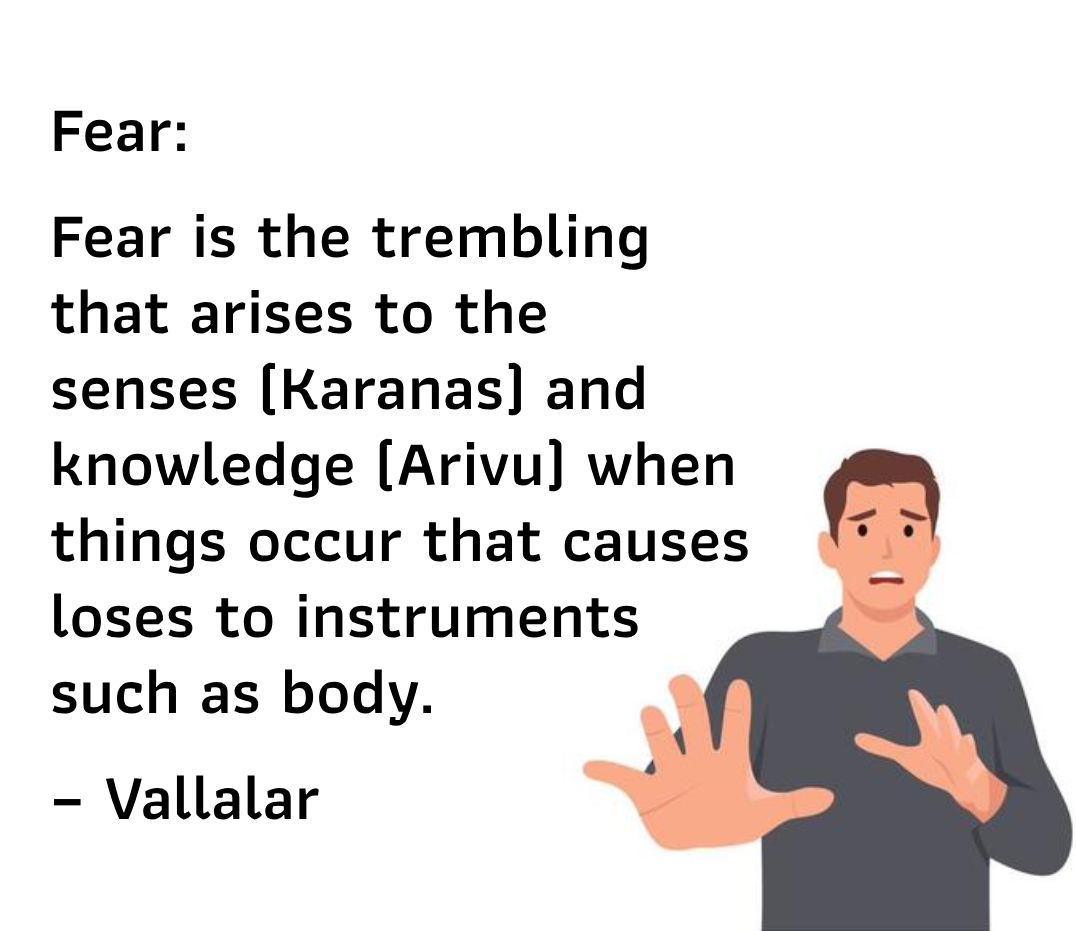 Fear:
Fear is the trembling
that arises to the
senses (Karanas) and
knowledge (Arivu) when
things occur that causes
loses to instruments
such as body.
– Vallalar